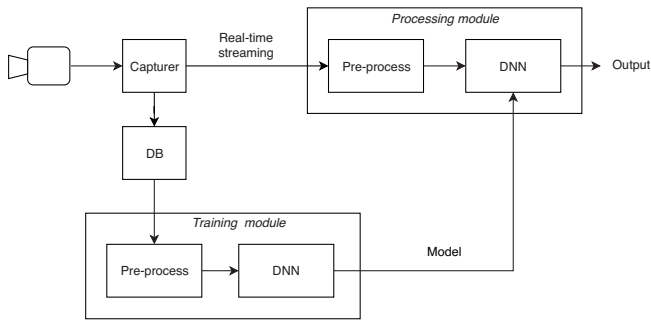 Processing module
Real-time
streaming
Capturer
Pre-process
DNN
Output
DB
Training module
Pre-process
DNN
Model